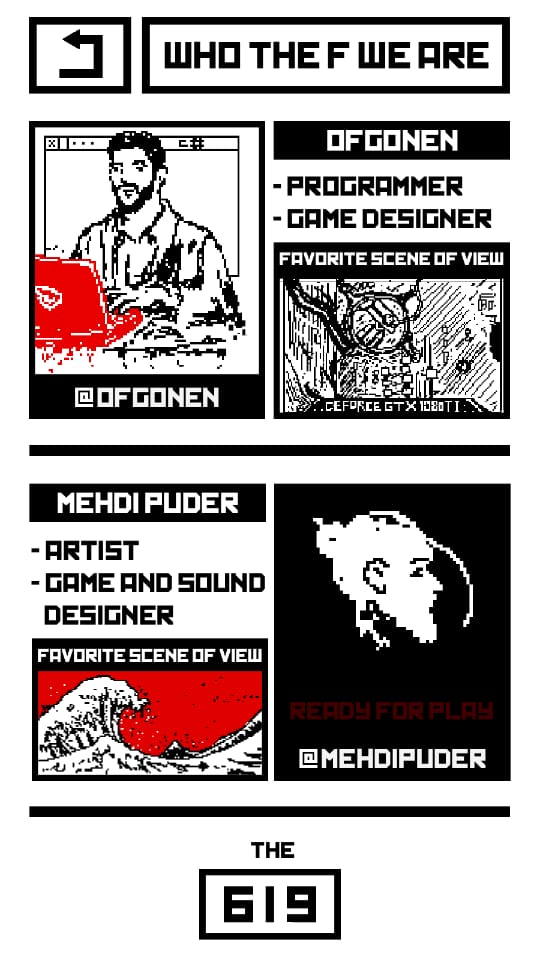 WHO THE F WE ARE
OFGONEN
- PROGRAMMER
- GAME DESIGNER
FAVORITE SCENE OF VIEW
GEFORCE GTX 1080TI
@OFGONEN
MEHDI PUDER
- ARTIST
- GAME AND SOUND
DESIGNER
FAVORITE SCENE OF VIEW
READY FOR PLAY
@MEHDIPUDER
THE
619